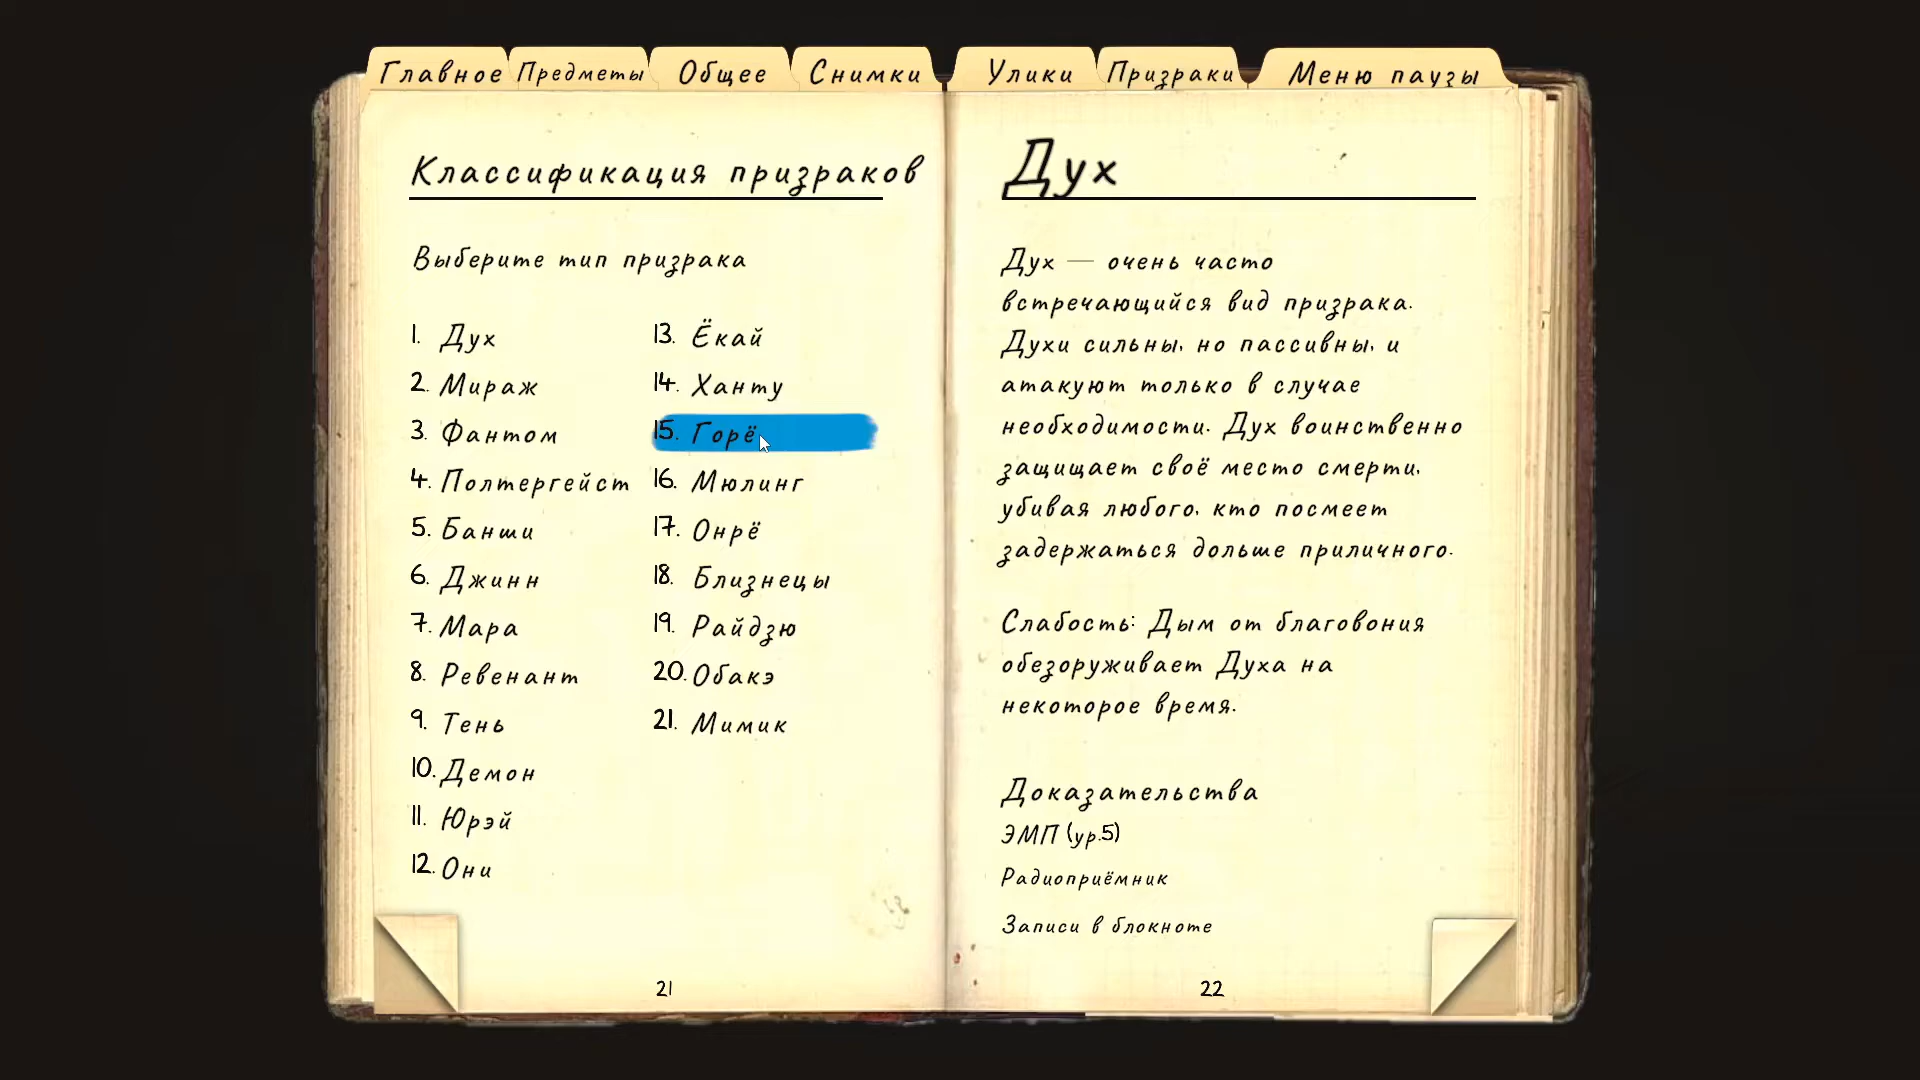 Главное Предметы Общее Снимки Улики Призраки Меню паузы
Классификация призраков
Выберите тип призрака
1. Дух
2. Мираж
3. Фантом
4. Полтергейст
5. Банши
6. Джинн
7. Мара
8. Ревенант
9. Тень
10. Демон
11. Юрэй
12. Они
13. Ёкай
14. Ханту
15. Горё
16. Мюлинг
17. Онрё
18. Близнецы
19. Райдзю
20. Обакэ
21. Мимик
21
Дух
Дух — очень часто
встречающийся вид призрака.
Духи сильны, но пассивны, и
атакуют только в случае
необходимости. Дух воинственно
защищает своё место смерти,
убивая любого, кто посмеет
задержаться дольше приличного.
Слабость: Дым от благовония
обезоруживает Духа на
некоторое время.
Доказательства
ЭМП (ур.5)
Радиоприёмник
Записи в блокноте
22